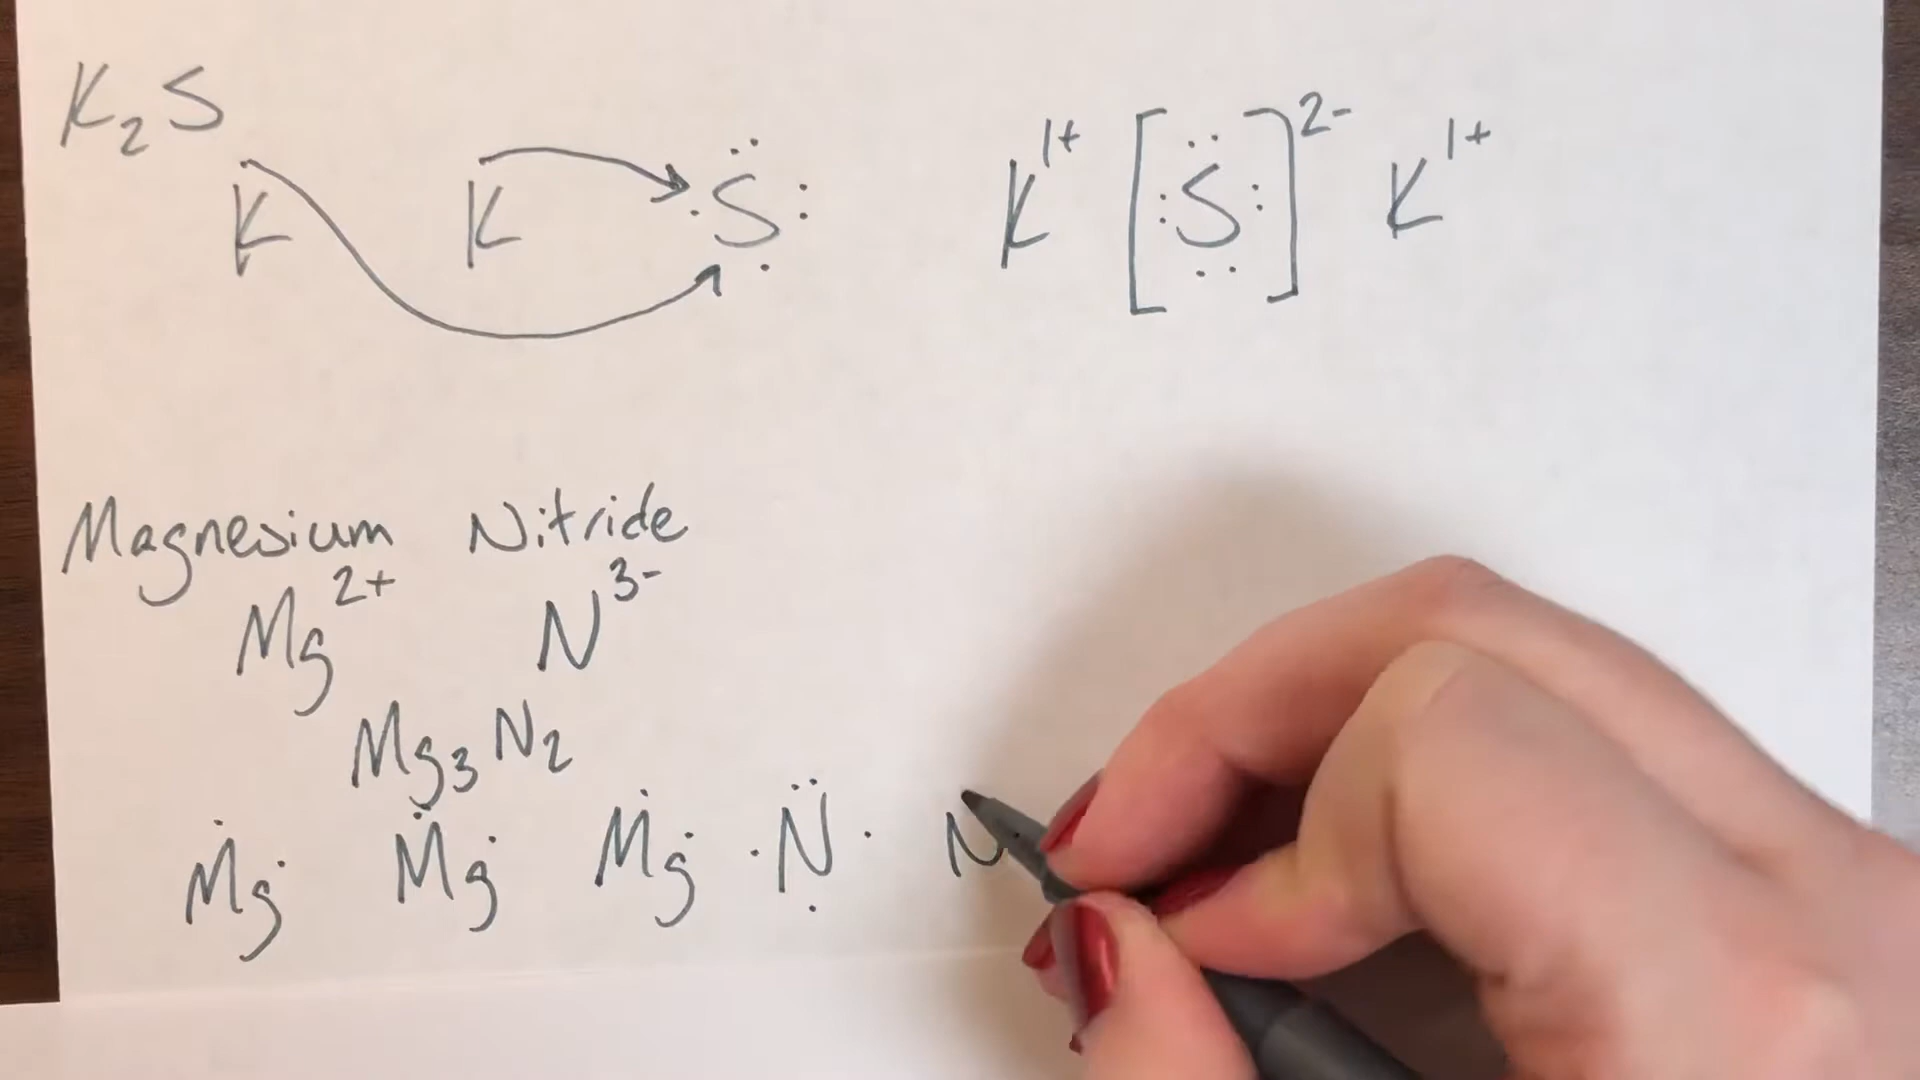 K₂S
K K S K¹⁺ [S]²⁻ K¹⁺
Magnesium Nitride
Mg²⁺ N³⁻
Mg₃N₂
Mg Mg Mg N N